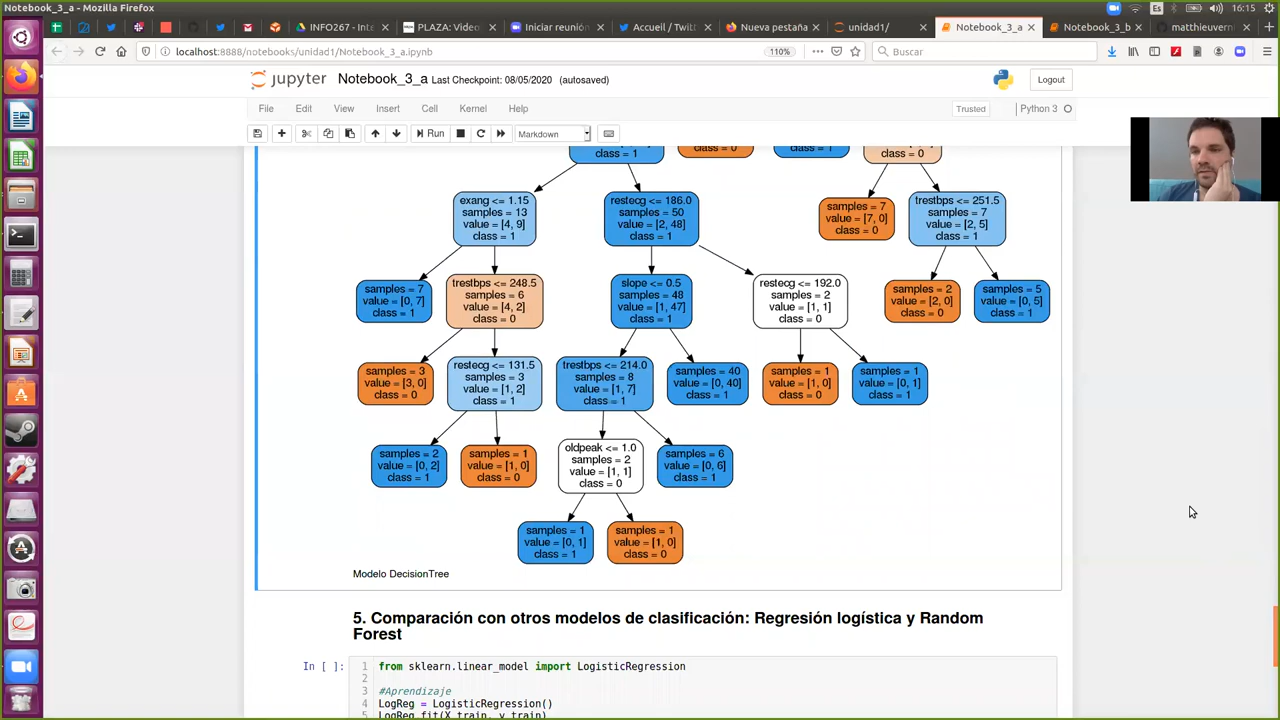 Notebook_3_a - Mozilla Firefox
Es
16:15
INFO267 - Int
PLAZA: Video
Iniciar reunió
Accueil / Twitt
Nueva pestaña
unidad1/
Notebook_3_a
Notebook_3_b
matthieuvern
localhost:8888/notebooks/unidad1/Notebook_3_a.ipynb
110%
Buscar
jupyter Notebook_3_a Last Checkpoint: 08/05/2020 (autosaved)
Logout
File Edit View Insert Cell Kernel Help
Trusted
Python 3
Run
Markdown
class = 1
class = 0
exang <= 1.15
samples = 13
value = [4, 9]
class = 1
restecg <= 186.0
samples = 50
value = [2, 48]
class = 1
samples = 7
value = [7, 0]
class = 0
trestbps <= 251.5
samples = 7
value = [2, 5]
class = 1
samples = 7
value = [0, 7]
class = 1
trestbps <= 248.5
samples = 6
value = [4, 2]
class = 0
slope <= 0.5
samples = 48
value = [1, 47]
class = 1
restecg <= 192.0
samples = 2
value = [1, 1]
class = 0
samples = 2
value = [2, 0]
class = 0
samples = 5
value = [0, 5]
class = 1
samples = 3
value = [3, 0]
class = 0
restecg <= 131.5
samples = 3
value = [1, 2]
class = 1
trestbps <= 214.0
samples = 8
value = [1, 7]
class = 1
samples = 40
value = [0, 40]
class = 1
samples = 1
value = [1, 0]
class = 0
samples = 1
value = [0, 1]
class = 1
samples = 2
value = [0, 2]
class = 1
samples = 1
value = [1, 0]
class = 0
oldpeak <= 1.0
samples = 2
value = [1, 1]
class = 0
samples = 6
value = [0, 6]
class = 1
samples = 1
value = [0, 1]
class = 1
samples = 1
value = [1, 0]
class = 0
Modelo DecisionTree
5. Comparación con otros modelos de clasificación: Regresión logística y Random
Forest
In [ ]:
1 from sklearn.linear_model import LogisticRegression
2
3 #Aprendizaje
4 LogReg = LogisticRegression()
5 LogReg.fit(X_train, y_train)